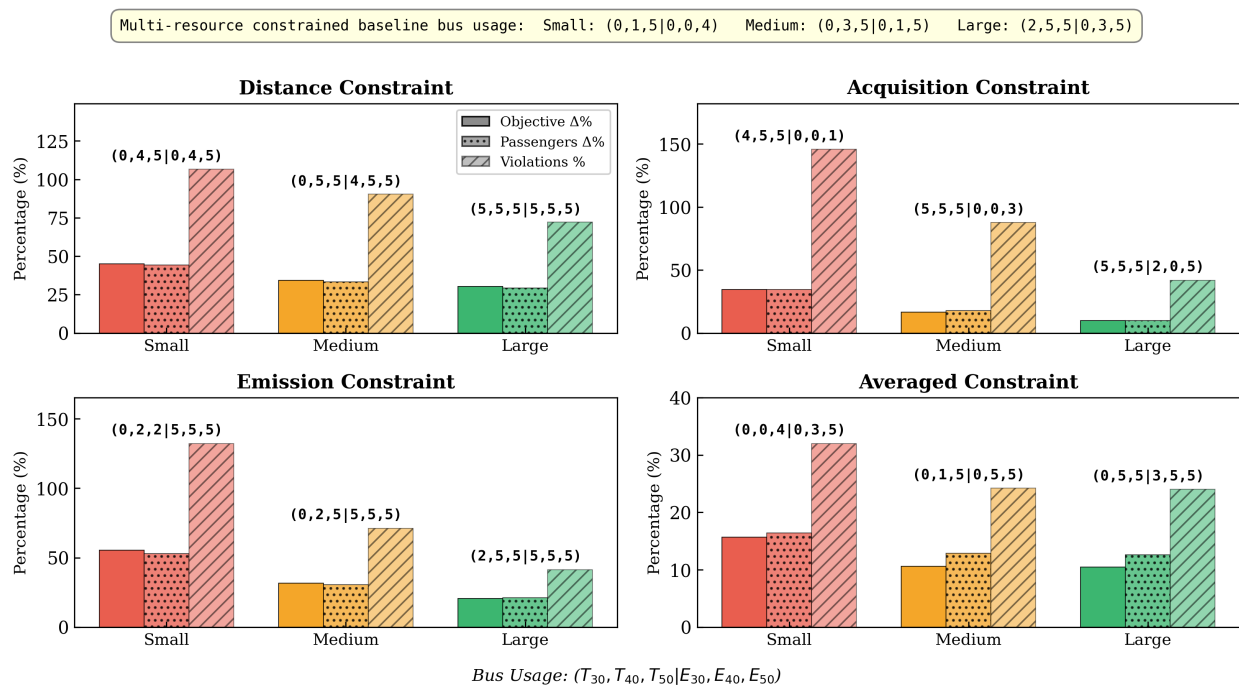 Multi-resource constrained baseline bus usage:  Small: (0,1,5|0,0,4)   Medium: (0,3,5|0,1,5)   Large: (2,5,5|0,3,5)
Distance Constraint
Percentage (%)
125
100
75
50
25
0
(0,4,5|0,4,5)
(0,5,5|4,5,5)
(5,5,5|5,5,5)
Objective Δ%
Passengers Δ%
Violations %
Small
Medium
Large
Acquisition Constraint
Percentage (%)
150
100
50
0
(4,5,5|0,0,1)
(5,5,5|0,0,3)
(5,5,5|2,0,5)
Small
Medium
Large
Emission Constraint
Percentage (%)
150
100
50
0
(0,2,2|5,5,5)
(0,2,5|5,5,5)
(2,5,5|5,5,5)
Small
Medium
Large
Averaged Constraint
Percentage (%)
40
30
20
10
0
(0,0,4|0,3,5)
(0,1,5|0,5,5)
(0,5,5|3,5,5)
Small
Medium
Large
Bus Usage: (T30, T40, T50|E30, E40, E50)